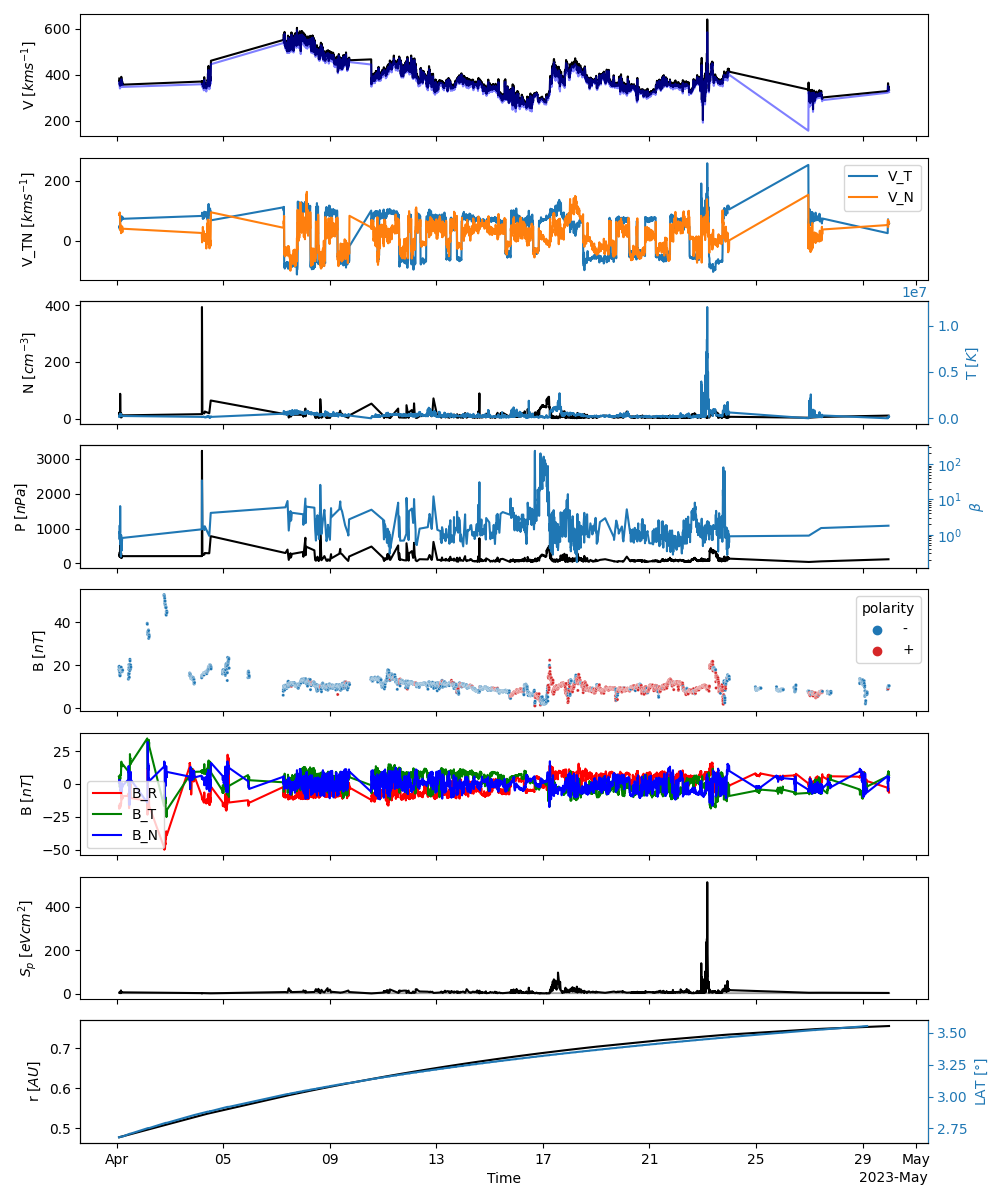 600
400
200
V [kms⁻¹]
200
0
V_TN [kms⁻¹]
V_T
V_N
1e7
400
200
0
N [cm⁻³]
1.0
0.5
0.0
T [K]
3000
2000
1000
0
P [nPa]
10²
10¹
10⁰
β
40
20
0
B [nT]
polarity
-
+
25
0
−25
−50
B [nT]
B_R
B_T
B_N
400
200
0
Sₚ [eVcm²]
0.7
0.6
0.5
r [AU]
3.50
3.25
3.00
2.75
LAT [°]
Apr 05 09 13 17 21 25 29 May
Time
2023-May